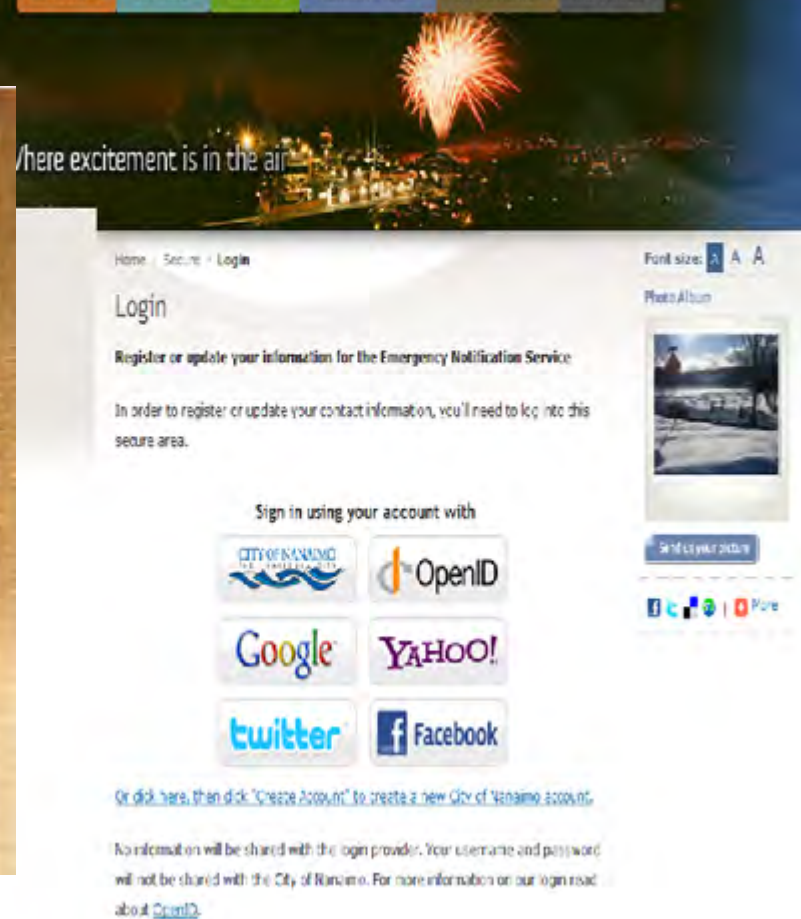 Where excitement is in the air
Home Secure Login
Font size: A A A
Photo Album
Login
Register or update your information for the Emergency Notification Service
In order to register or update your contact information, you'll need to log into this
secure area.
Sign in using your account with
CITY OF NANAIMO
OpenID
Google
YAHOO!
twitter
Facebook
Send us your picture
More
Or click here, then click "Create Account" to create a new City of Nanaimo account.
No information will be shared with the login provider. Your username and password
will not be shared with the City of Nanaimo. For more information on our login read
about OpenID.